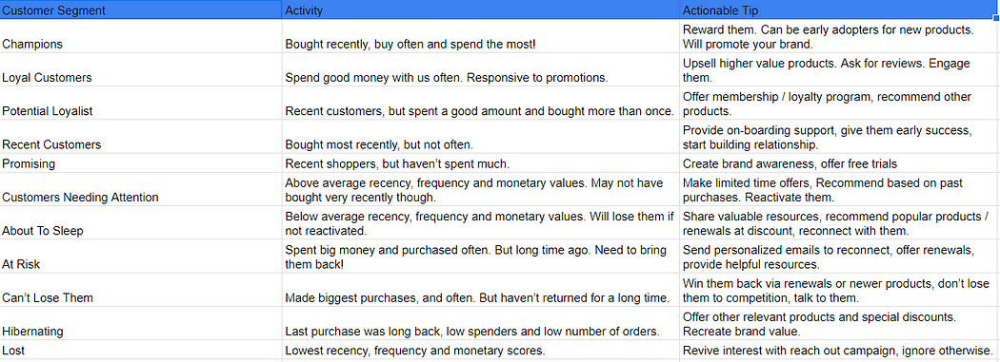 Customer Segment Activity Actionable Tip
Champions Bought recently, buy often and spend the most! Reward them. Can be early adopters for new products.
Will promote your brand.
Loyal Customers Spend good money with us often. Responsive to promotions. Upsell higher value products. Ask for reviews. Engage
them.
Potential Loyalist Recent customers, but spent a good amount and bought more than once. Offer membership / loyalty program, recommend other
products.
Recent Customers Bought most recently, but not often. Provide on-boarding support, give them early success,
start building relationship.
Promising Recent shoppers, but haven’t spent much. Create brand awareness, offer free trials
Customers Needing Attention Above average recency, frequency and monetary values. May not have
bought very recently though. Make limited time offers, Recommend based on past
purchases. Reactivate them.
About To Sleep Below average recency, frequency and monetary values. Will lose them if
not reactivated. Share valuable resources, recommend popular products /
renewals at discount, reconnect with them.
At Risk Spent big money and purchased often. But long time ago. Need to bring
them back! Send personalized emails to reconnect, offer renewals,
provide helpful resources.
Can’t Lose Them Made biggest purchases, and often. But haven’t returned for a long time. Win them back via renewals or newer products, don’t lose
them to competition, talk to them.
Hibernating Last purchase was long back, low spenders and low number of orders. Offer other relevant products and special discounts.
Recreate brand value.
Lost Lowest recency, frequency and monetary scores. Revive interest with reach out campaign, ignore otherwise.